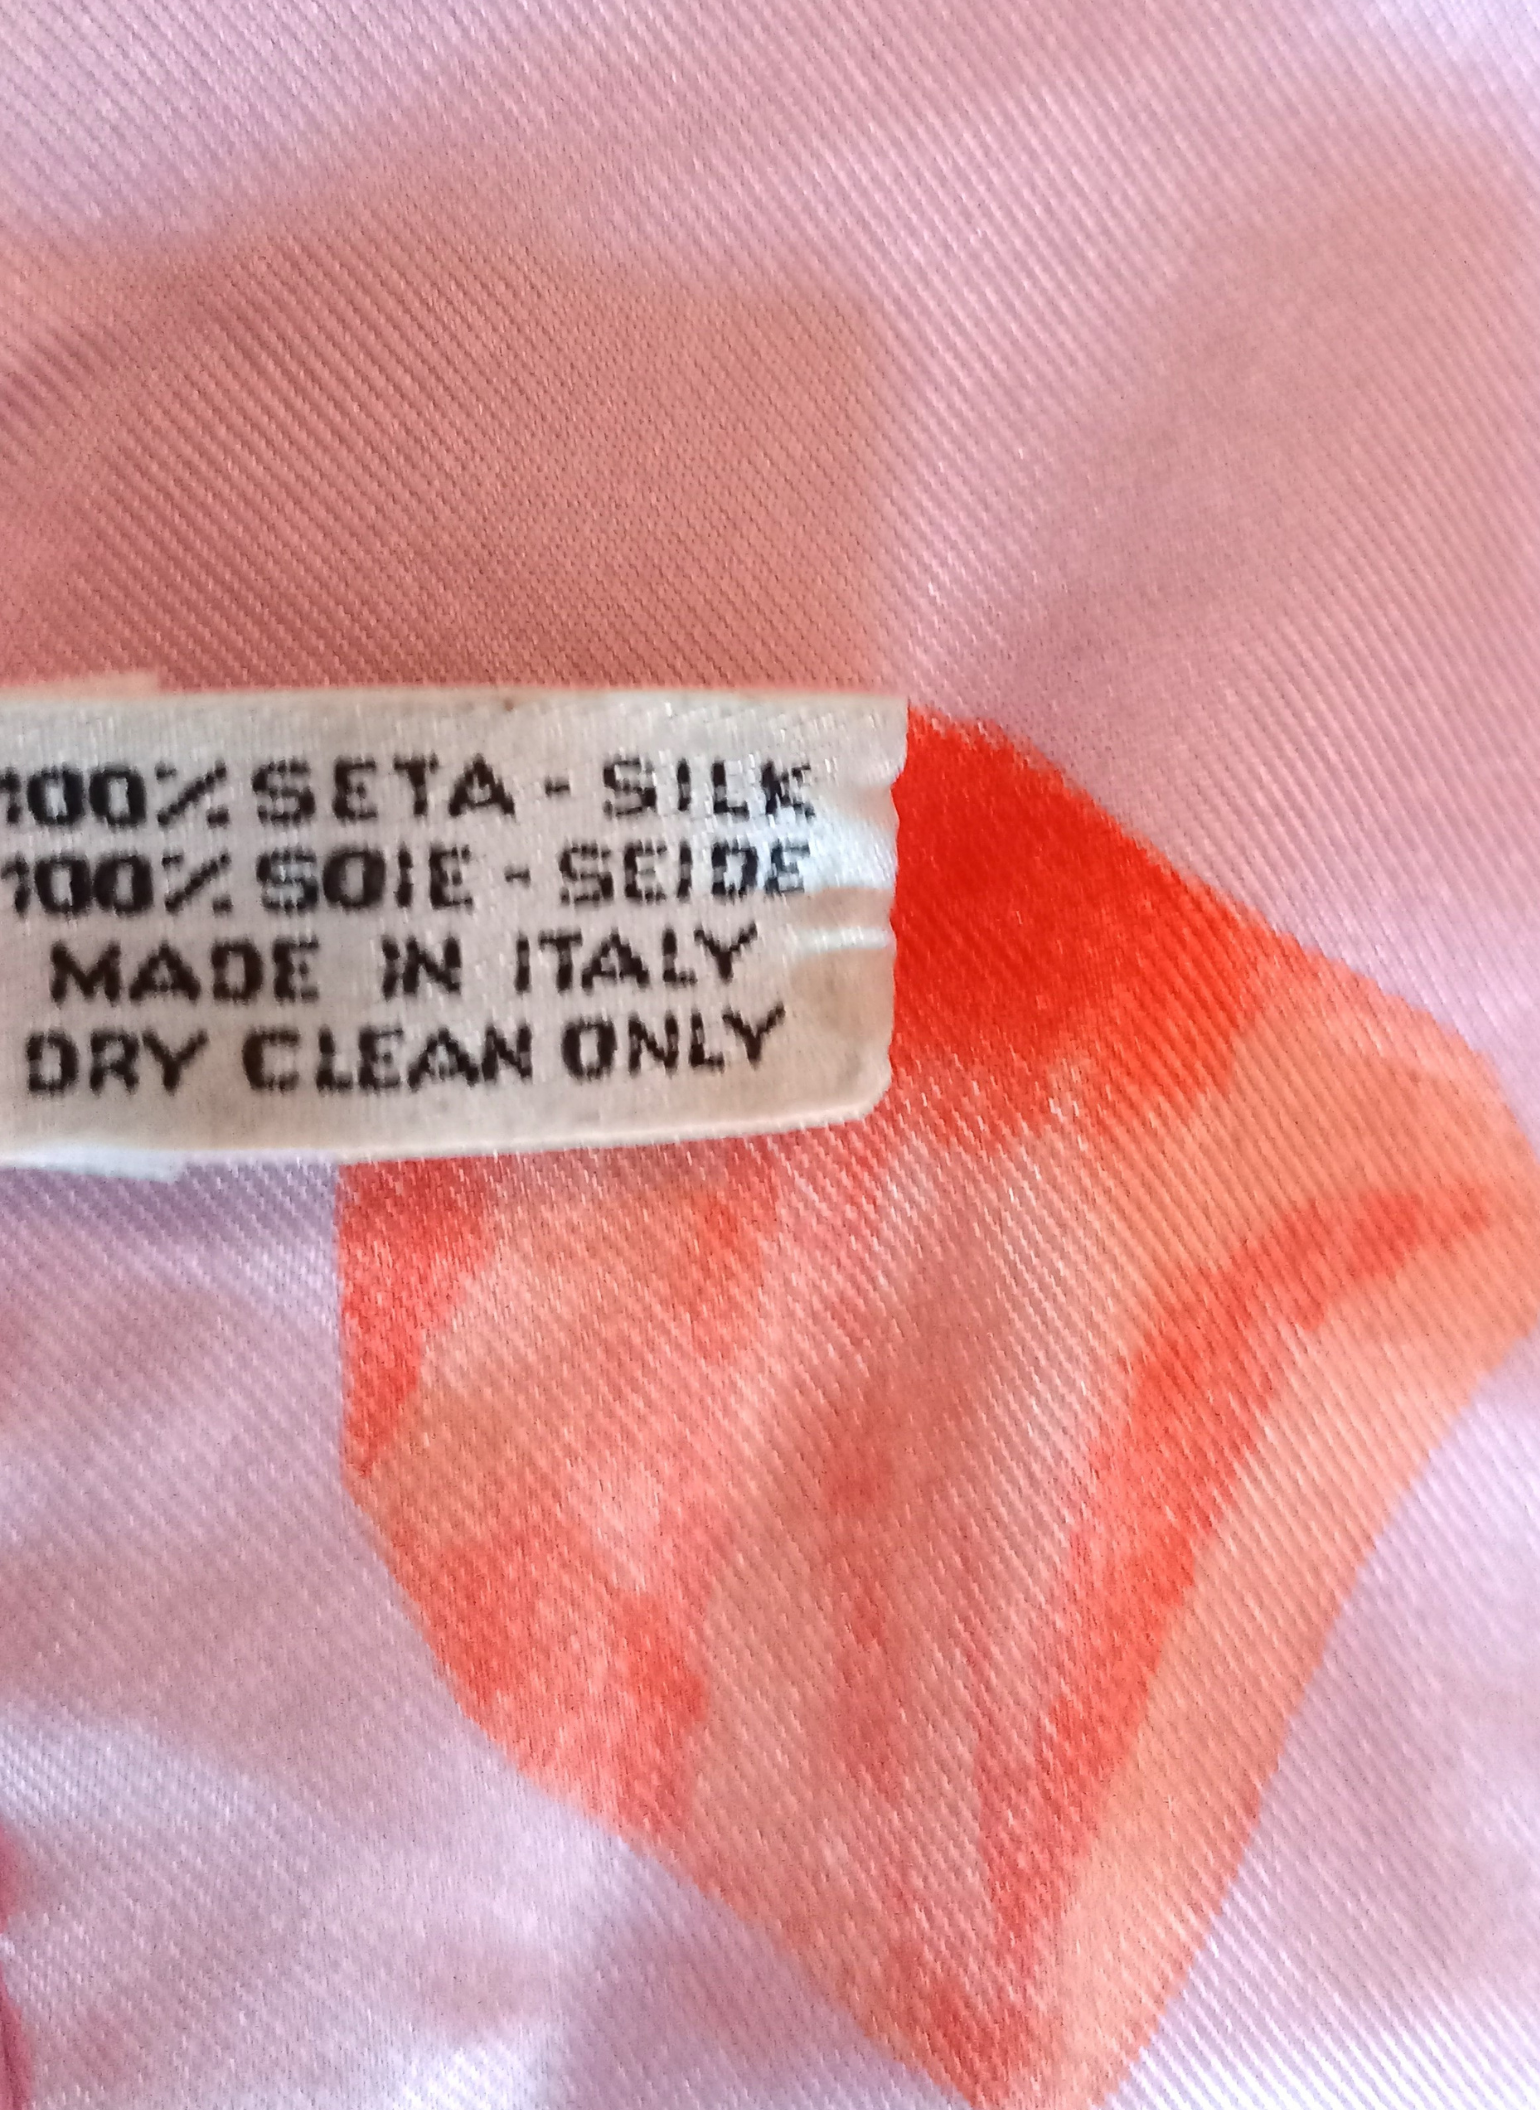 100% SETA - SILK
100% SOIE - SEIDE
MADE IN ITALY
DRY CLEAN ONLY